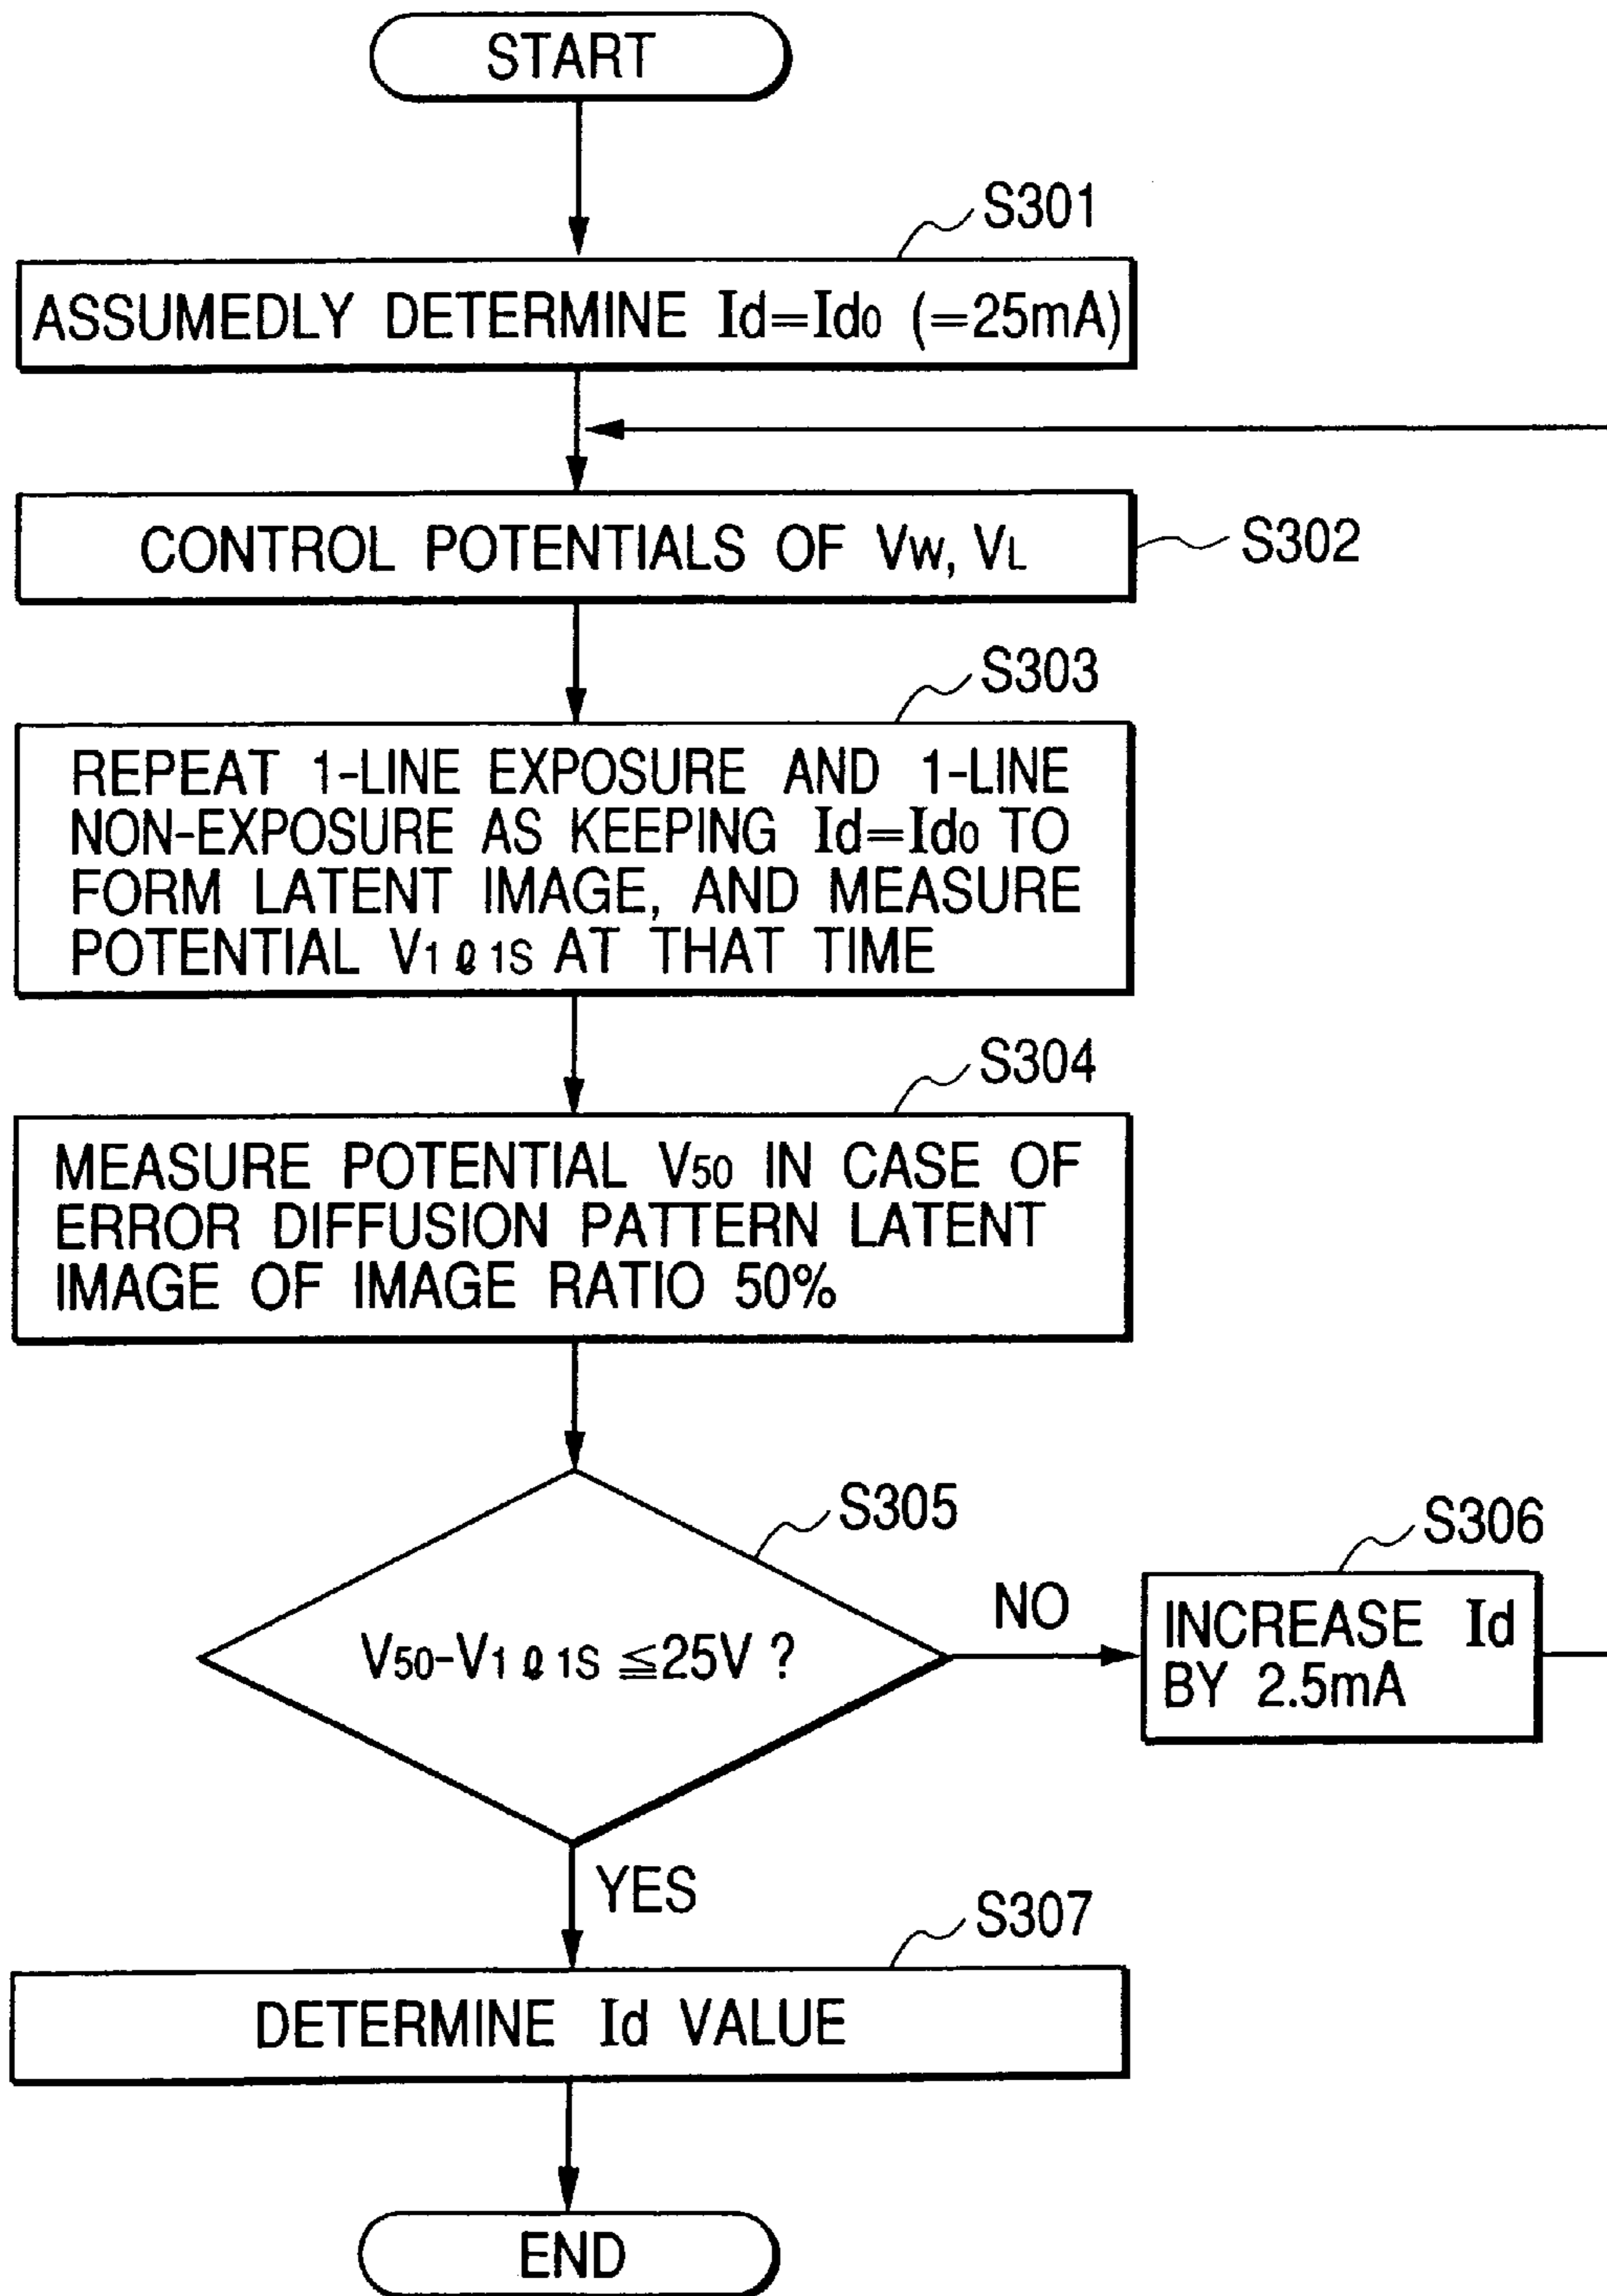 START
S301
ASSUMEDLY DETERMINE Id=Id0 (=25mA)
CONTROL POTENTIALS OF VW, VL
S302
S303
REPEAT 1-LINE EXPOSURE AND 1-LINE
NON-EXPOSURE AS KEEPING Id=Id0 TO
FORM LATENT IMAGE, AND MEASURE
POTENTIAL V1ℓ1S AT THAT TIME
S304
MEASURE POTENTIAL V50 IN CASE OF
ERROR DIFFUSION PATTERN LATENT
IMAGE OF IMAGE RATIO 50%
S305
V50-V1ℓ1S ≦25V ?
NO
S306
INCREASE Id
BY 2.5mA
YES
S307
DETERMINE Id VALUE
END